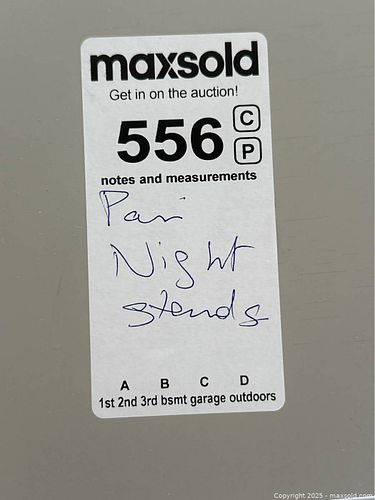 maxsold
Get in on the auction!
556 C P
notes and measurements
Pair
Night
stends
A B C D
1st 2nd 3rd bsmt garage outdoors
Copyright 2025 - maxsold.com